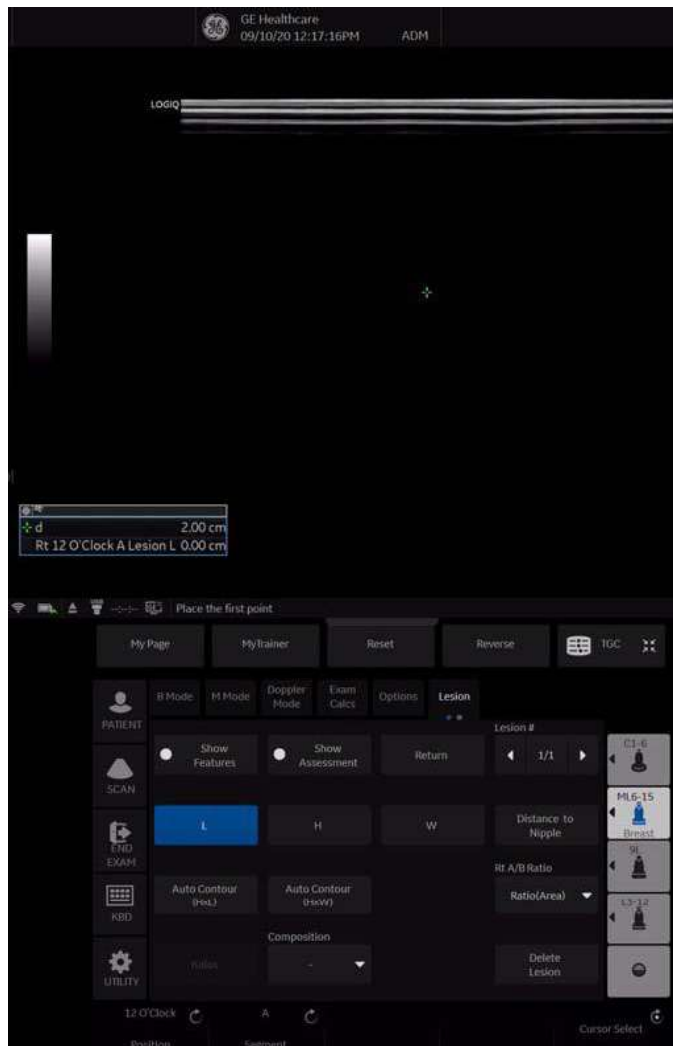 GE Healthcare
09/10/20 12:17:16PM ADM
LOGIQ
d 2.00 cm
Rt 12 O'Clock A Lesion L 0.00 cm
Place the first point
My Page MyTrainer Reset Reverse TGC
B Mode M Mode Doppler Mode Exam Calcs Options Lesion
PATIENT
Lesion #
Show Features Show Assessment Return 1/1
C1-6
SCAN
ML6-15
Breast
L H W Distance to Nipple
END EXAM
9L
Rt A/B Ratio
Auto Contour (HxL) Auto Contour (HxW) Ratio(Area)
KBD
L3-12
Composition
- Delete Lesion
UTILITY
12 O'Clock A
Position Segment Cursor Select